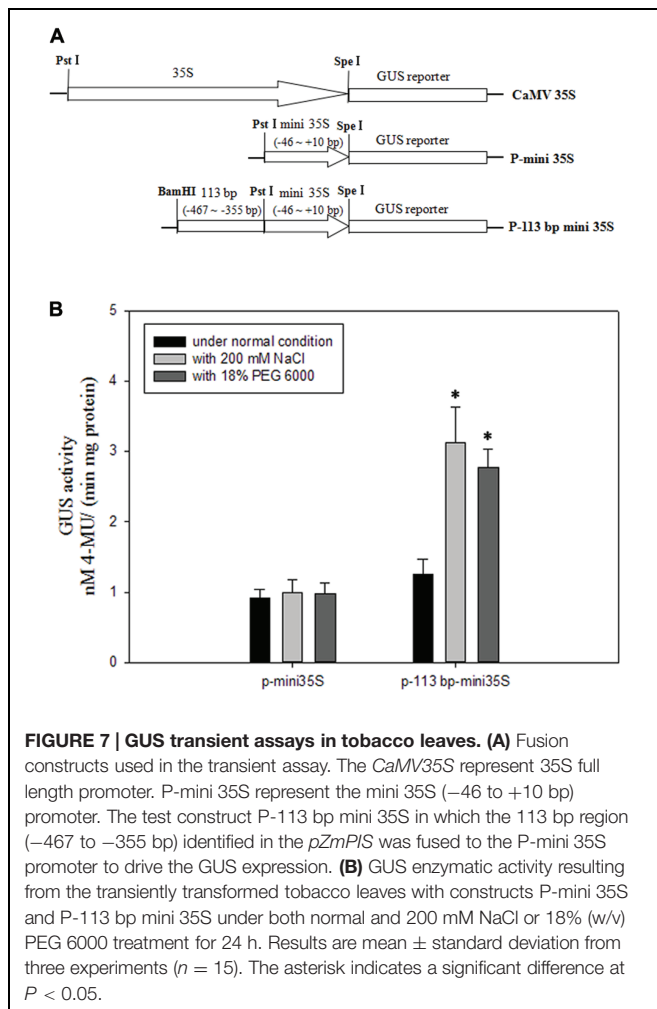 A
Pst I 35S Spe I GUS reporter
CaMV 35S
Pst I mini 35S Spe I
(-46 ~ +10 bp) GUS reporter
P-mini 35S
BamHI 113 bp Pst I mini 35S Spe I
(-467 ~ -355 bp) (-46 ~ +10 bp) GUS reporter
P-113 bp mini 35S
B
5
4
3
2
1
0
GUS activity
nM 4-MU/ (min mg protein)
under normal condition
with 200 mM NaCl
with 18% PEG 6000
* *
p-mini35S p-113 bp-mini35S
FIGURE 7 | GUS transient assays in tobacco leaves. (A) Fusion
constructs used in the transient assay. The CaMV35S represent 35S full
length promoter. P-mini 35S represent the mini 35S (−46 to +10 bp)
promoter. The test construct P-113 bp mini 35S in which the 113 bp region
(−467 to −355 bp) identified in the pZmPIS was fused to the P-mini 35S
promoter to drive the GUS expression. (B) GUS enzymatic activity resulting
from the transiently transformed tobacco leaves with constructs P-mini 35S
and P-113 bp mini 35S under both normal and 200 mM NaCl or 18% (w/v)
PEG 6000 treatment for 24 h. Results are mean ± standard deviation from
three experiments (n = 15). The asterisk indicates a significant difference at
P < 0.05.